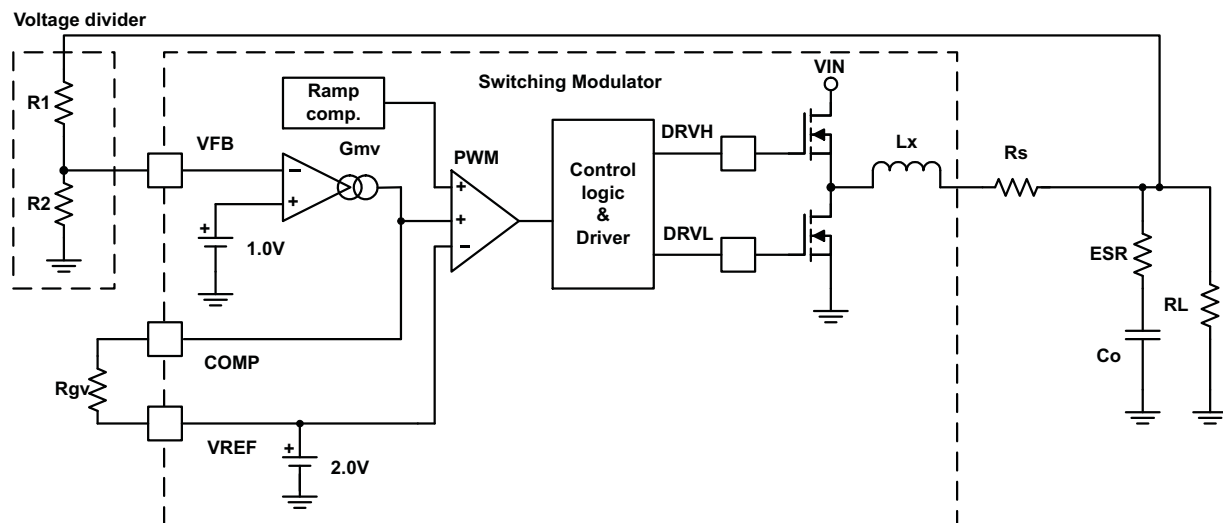 Voltage divider
R1
R2
VFB
Ramp
comp.
Switching Modulator
Gmv
PWM
1.0V
Control
logic
&
Driver
DRVH
DRVL
VIN
Lx
Rs
ESR
RL
Co
COMP
Rgv
VREF
2.0V